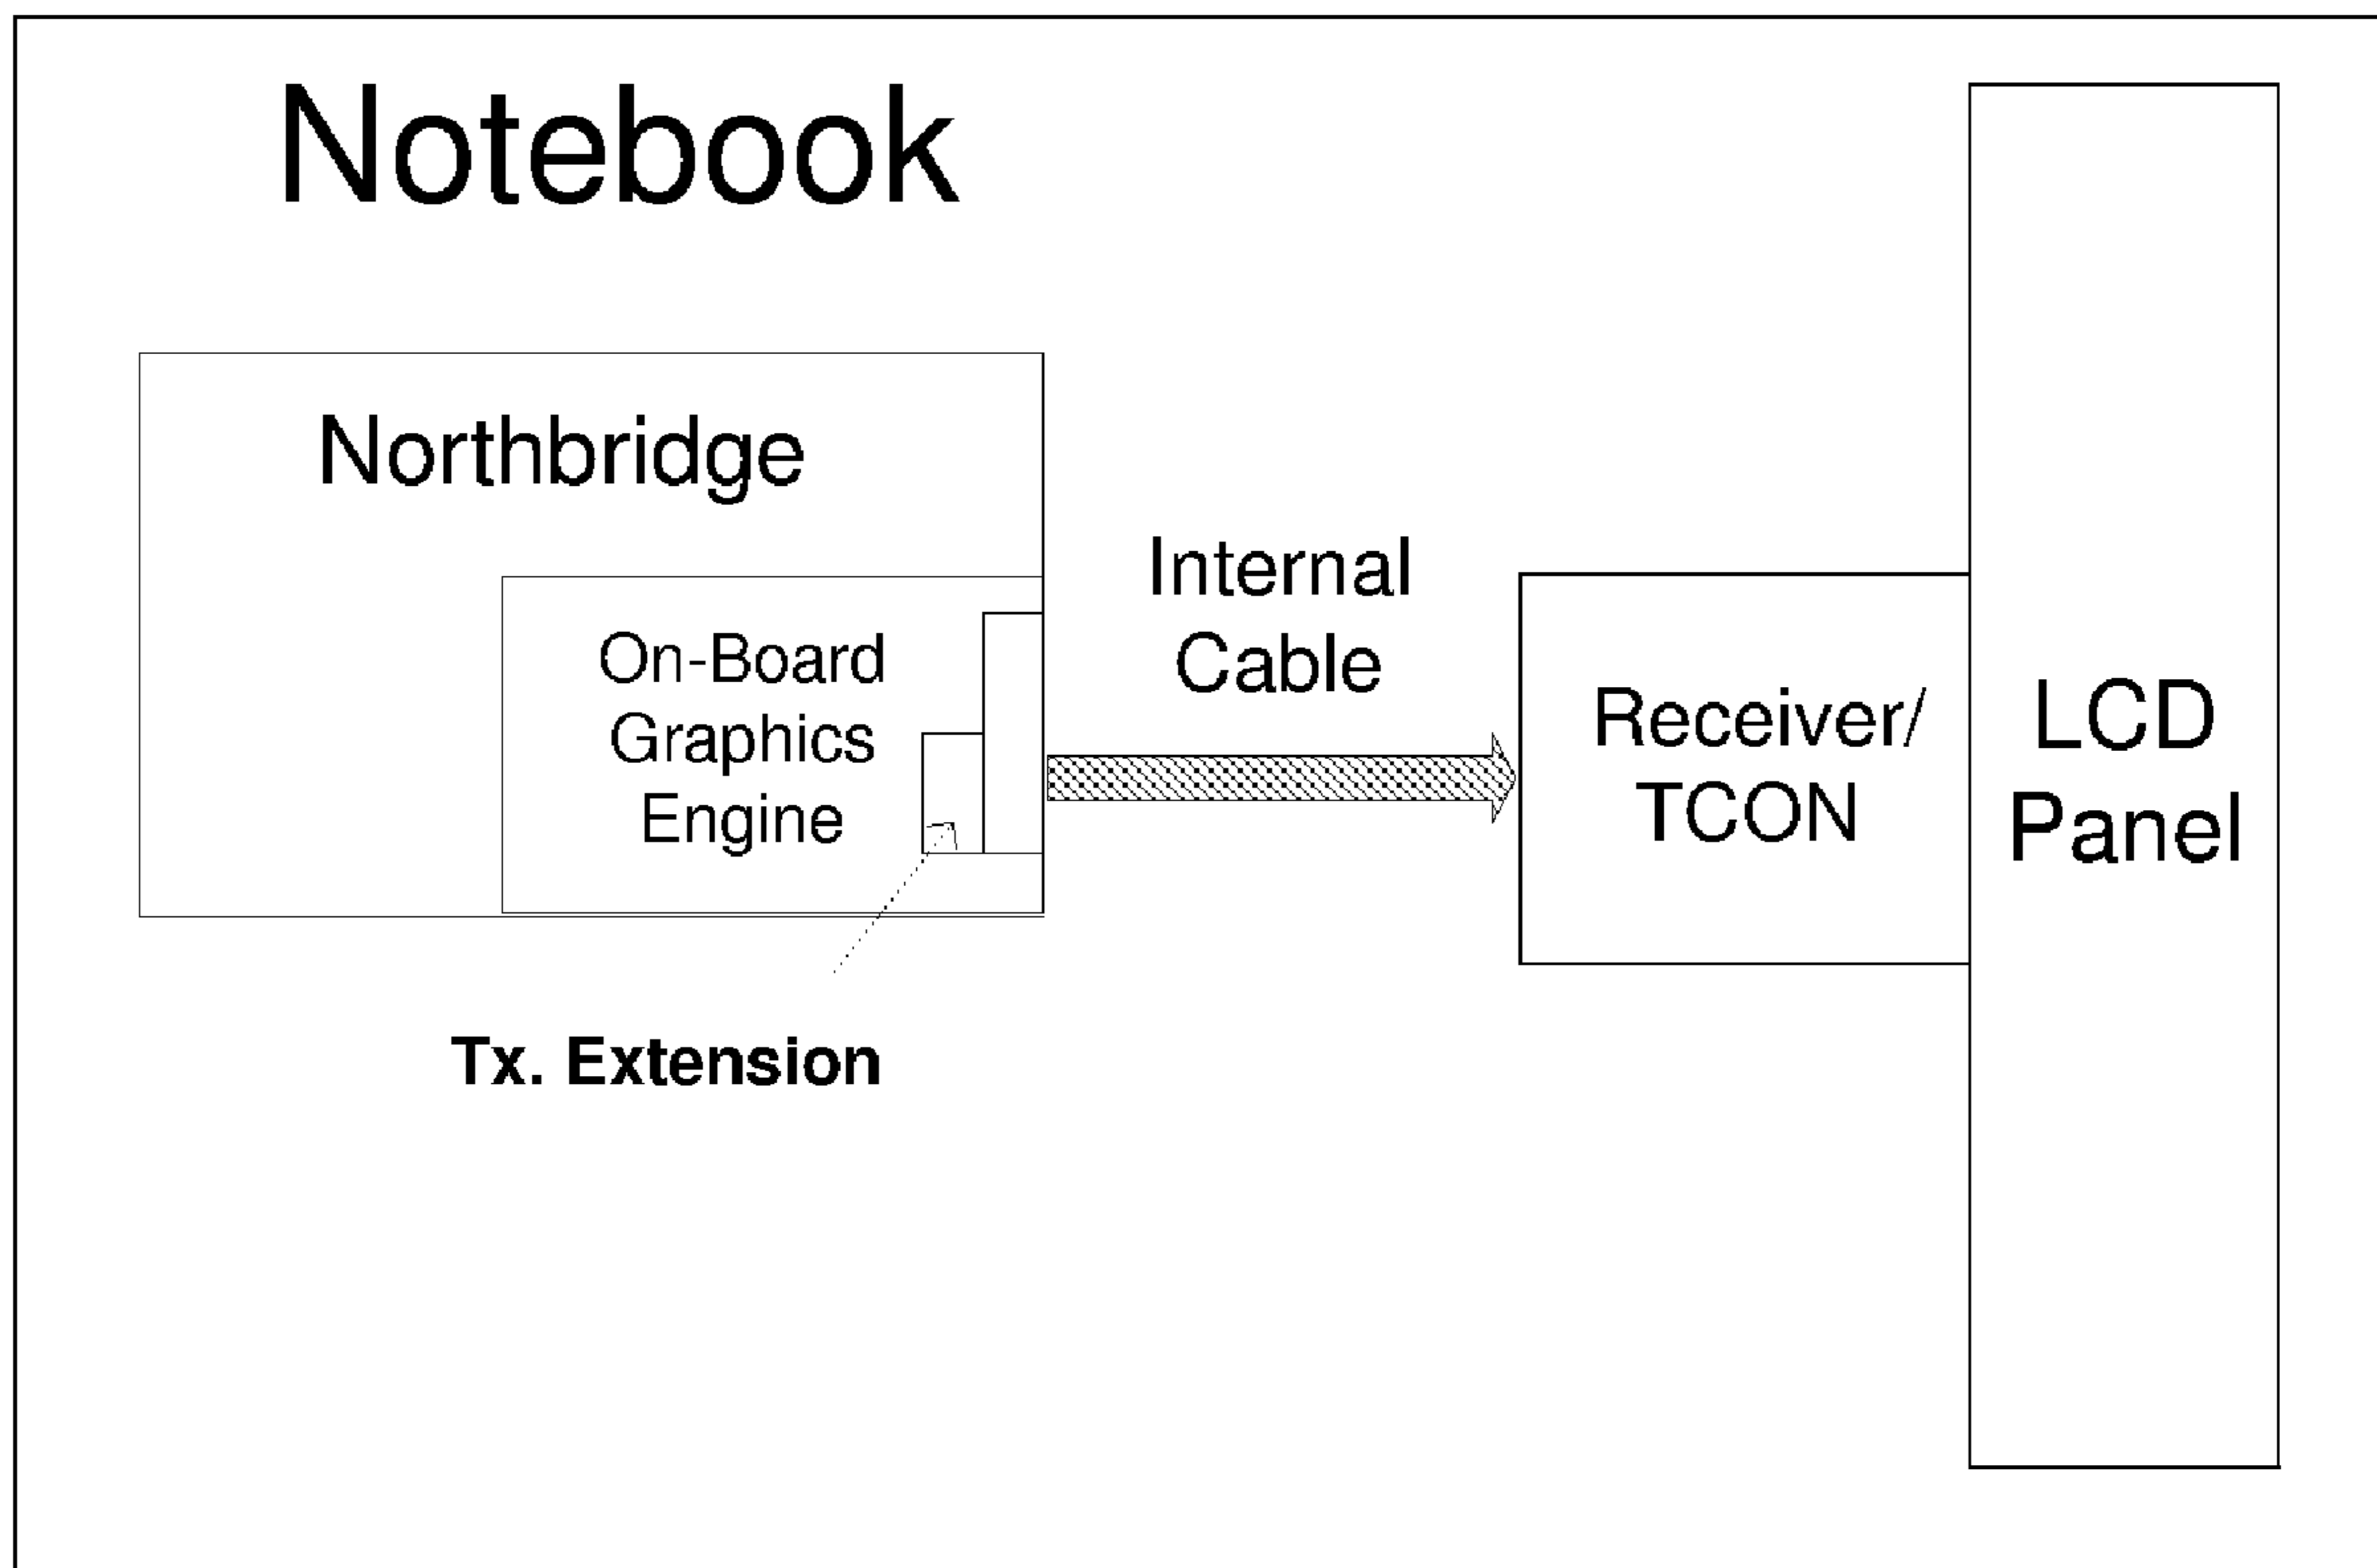 Notebook
Northbridge
On-Board
Graphics
Engine
Tx. Extension
Internal
Cable
Receiver/
TCON
LCD
Panel